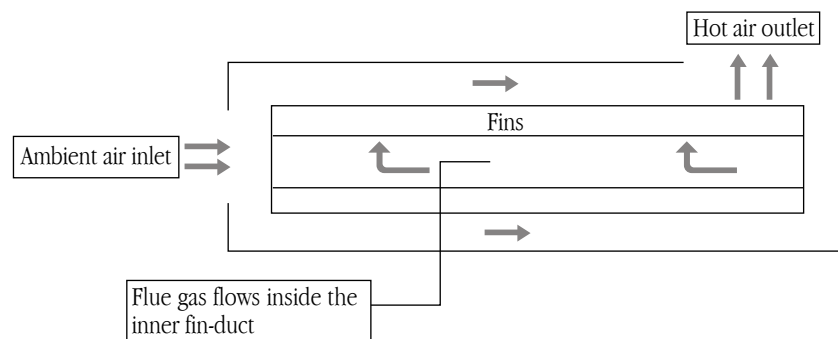 Hot air outlet
Fins
Ambient air inlet
Flue gas flows inside the
inner fin-duct